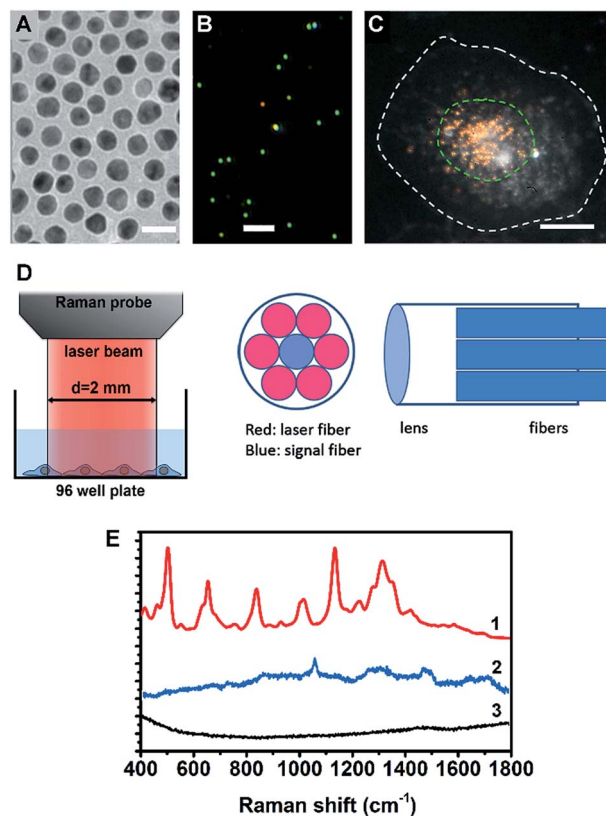 A
B
C
D
Raman probe
laser beam
d=2 mm
96 well plate
Red: laser fiber
Blue: signal fiber
lens
fibers
E
1
2
3
400 600 800 1000 1200 1400 1600 1800
Raman shift (cm⁻¹)